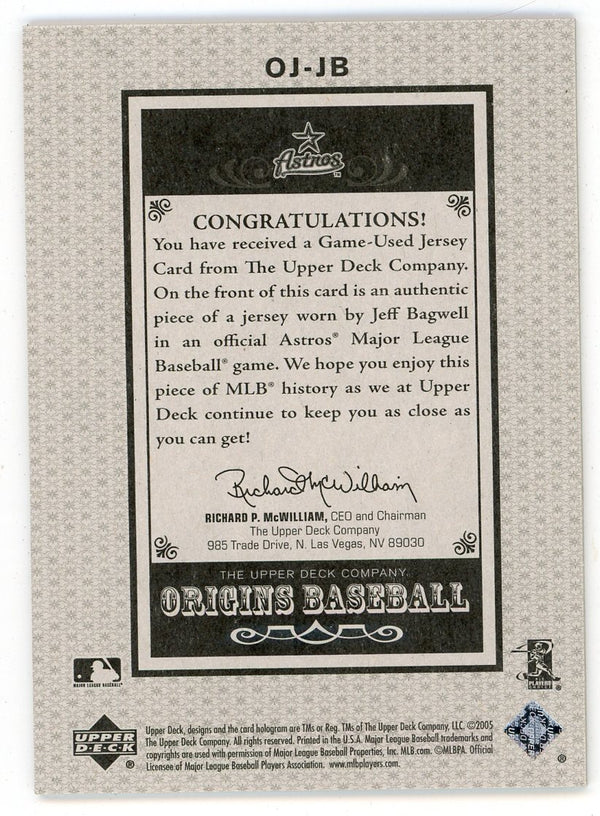 OJ-JB
Astros
TM
CONGRATULATIONS!
You have received a Game-Used Jersey
Card from The Upper Deck Company.
On the front of this card is an authentic
piece of a jersey worn by Jeff Bagwell
in an official Astros® Major League
Baseball® game. We hope you enjoy this
piece of MLB® history as we at Upper
Deck continue to keep you as close as
you can get!
Richard McWilliam
RICHARD P. McWILLIAM, CEO and Chairman
The Upper Deck Company
985 Trade Drive, N. Las Vegas, NV 89030
THE UPPER DECK COMPANY
ORIGINS BASEBALL
MAJOR LEAGUE BASEBALL®
PLAYERS
CHOICE ®
UPPER
DECK ®
Upper Deck, designs and the card hologram are TMs or Reg. TMs of The Upper Deck Company, LLC. ©2005
The Upper Deck Company. All rights reserved. Printed in the U.S.A. Major League Baseball trademarks and
copyrights are used with permission of Major League Baseball Properties, Inc. MLB.com. ©MLBPA. Official
Licensee of Major League Baseball Players Association. www.mlbplayers.com.
®